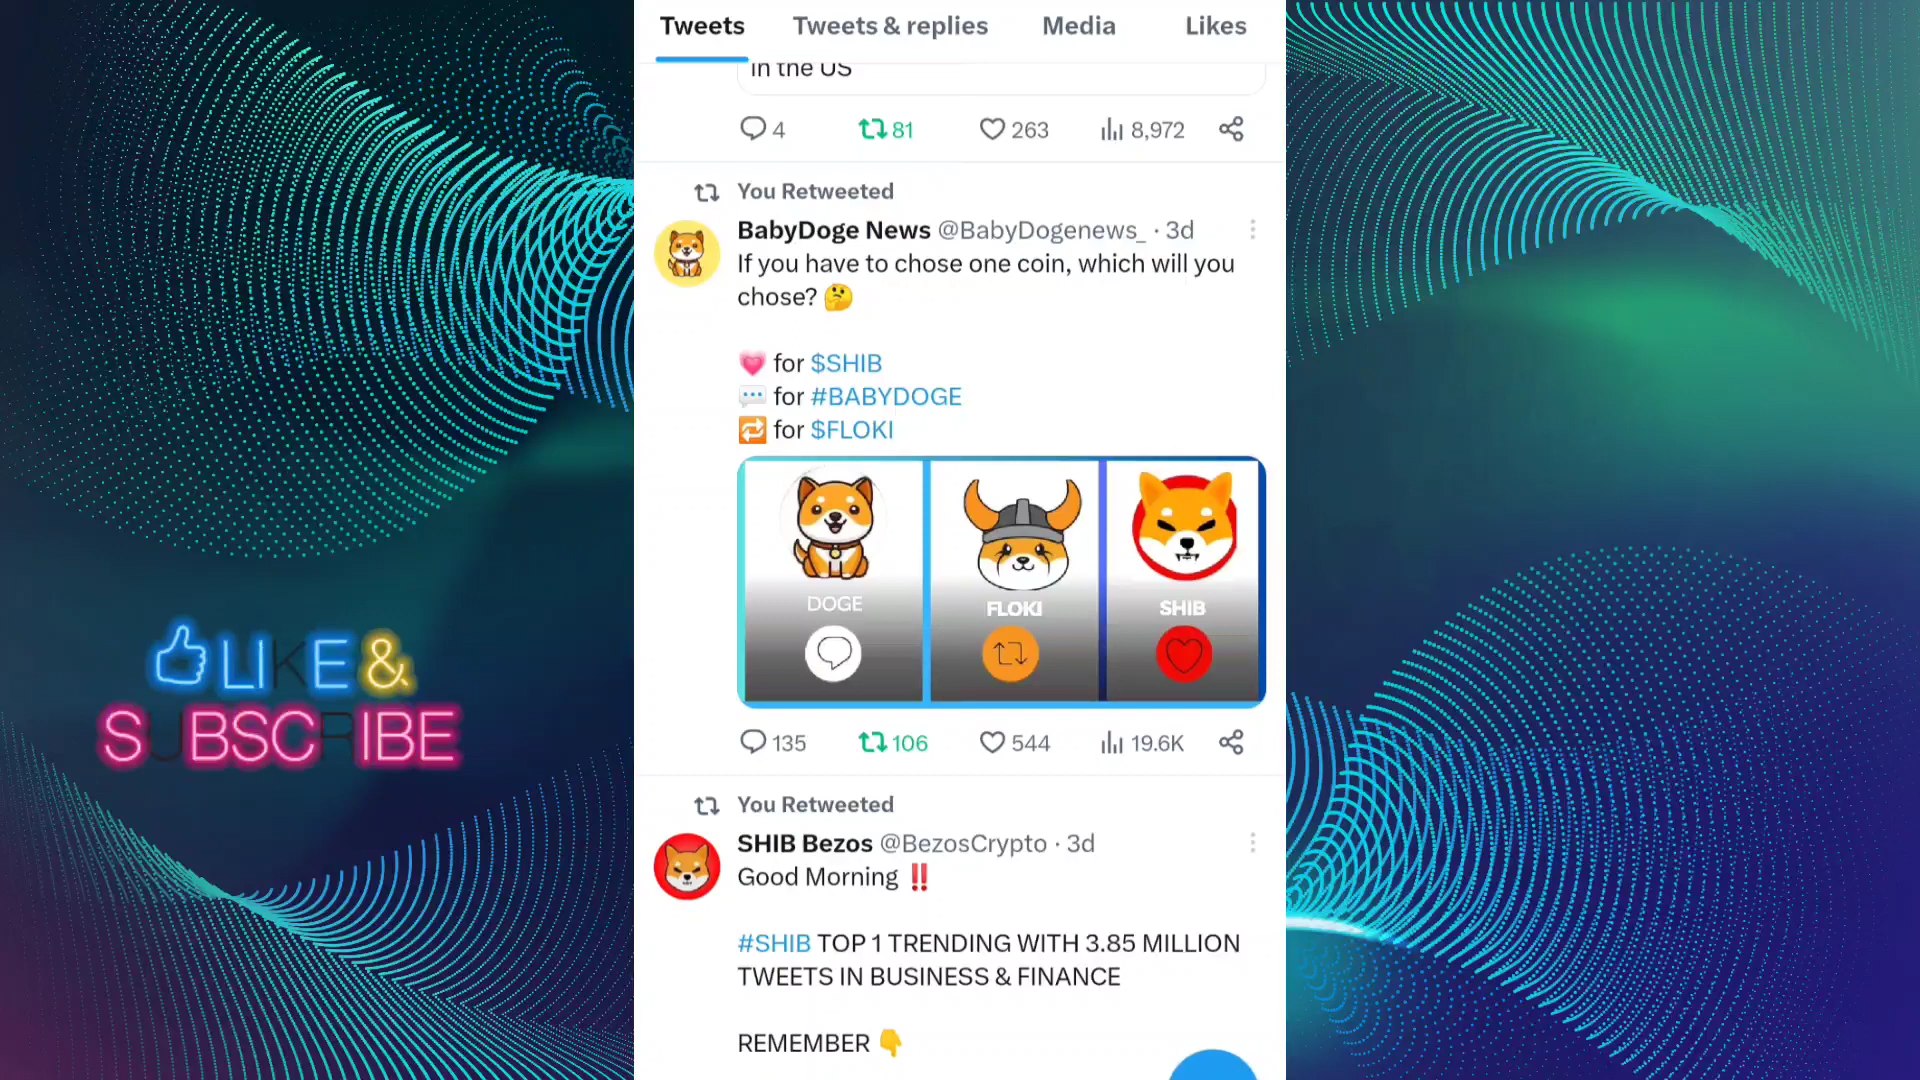 Tweets Tweets & replies Media Likes
in the US
4 81 263 8,972
You Retweeted
BabyDoge News @BabyDogenews_ · 3d
If you have to chose one coin, which will you
chose? 🤔
💗 for $SHIB
💬 for #BABYDOGE
🔁 for $FLOKI
DOGE FLOKI SHIB
135 106 544 19.6K
You Retweeted
SHIB Bezos @BezosCrypto · 3d
Good Morning ‼️
#SHIB TOP 1 TRENDING WITH 3.85 MILLION
TWEETS IN BUSINESS & FINANCE
REMEMBER 👇
LIKE &
SUBSCRIBE